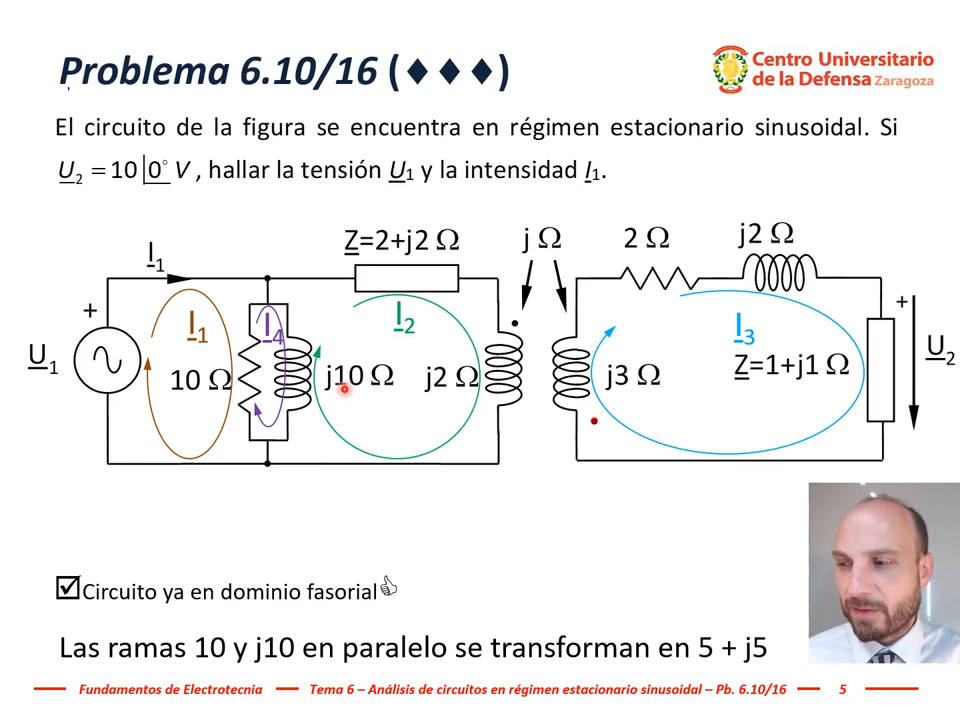 Problema 6.10/16 (♦♦♦)
Centro Universitario
de la Defensa Zaragoza
El circuito de la figura se encuentra en régimen estacionario sinusoidal. Si
U₂ = 10|0° V, hallar la tensión U₁ y la intensidad I₁.
Z=2+j2 Ω
j Ω
2 Ω
j2 Ω
I₁
+
+
I₁
I₄
I₂
I₃
U₁
U₂
10 Ω
j10 Ω
j2 Ω
j3 Ω
Z=1+j1 Ω
☑Circuito ya en dominio fasorial👍
Las ramas 10 y j10 en paralelo se transforman en 5 + j5
Fundamentos de Electrotecnia
Tema 6 – Análisis de circuitos en régimen estacionario sinusoidal – Pb. 6.10/16
5